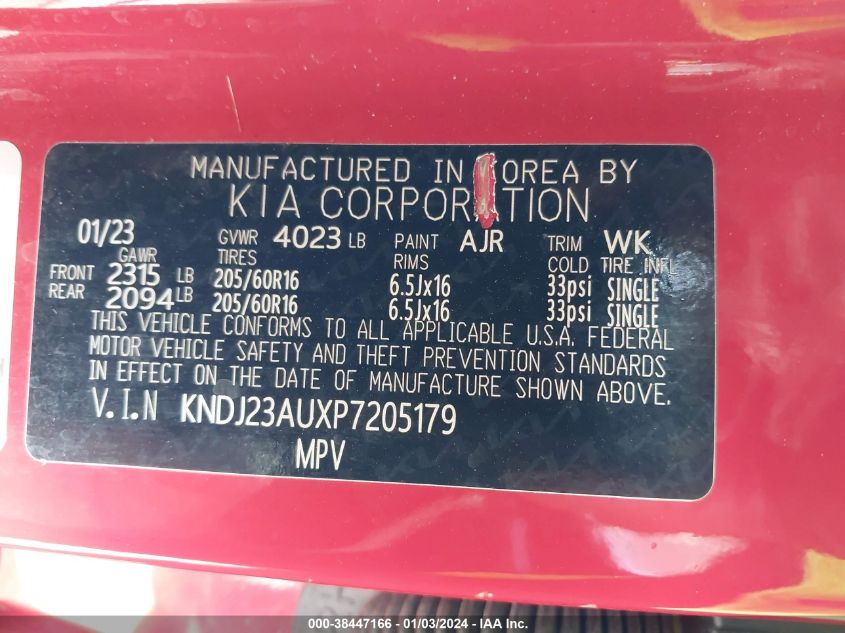 MANUFACTURED IN OREA BY
KIA CORPOR TION
01/23 GVWR 4023 LB PAINT AJR TRIM WK
GAWR TIRES RIMS COLD TIRE INFL
FRONT 2315 LB 205/60R16 6.5Jx16 33psi SINGLE
REAR 2094 LB 205/60R16 6.5Jx16 33psi SINGLE
THIS VEHICLE CONFORMS TO ALL APPLICABLE U.S.A. FEDERAL
MOTOR VEHICLE SAFETY AND THEFT PREVENTION STANDARDS
IN EFFECT ON THE DATE OF MANUFACTURE SHOWN ABOVE.
V.I.N KNDJ23AUXP7205179
MPV
000-38447166 - 01/03/2024 - © IAA Inc.